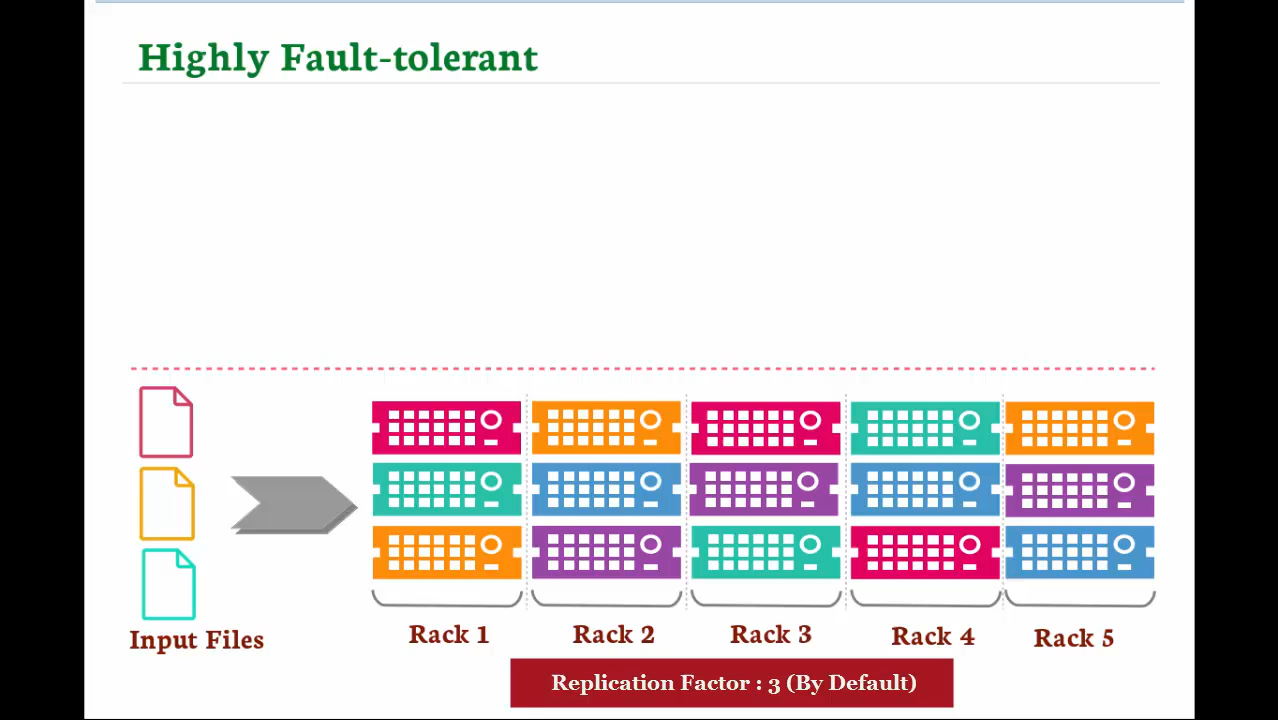 Highly Fault-tolerant
Input Files
Rack 1
Rack 2
Rack 3
Rack 4
Rack 5
Replication Factor : 3 (By Default)